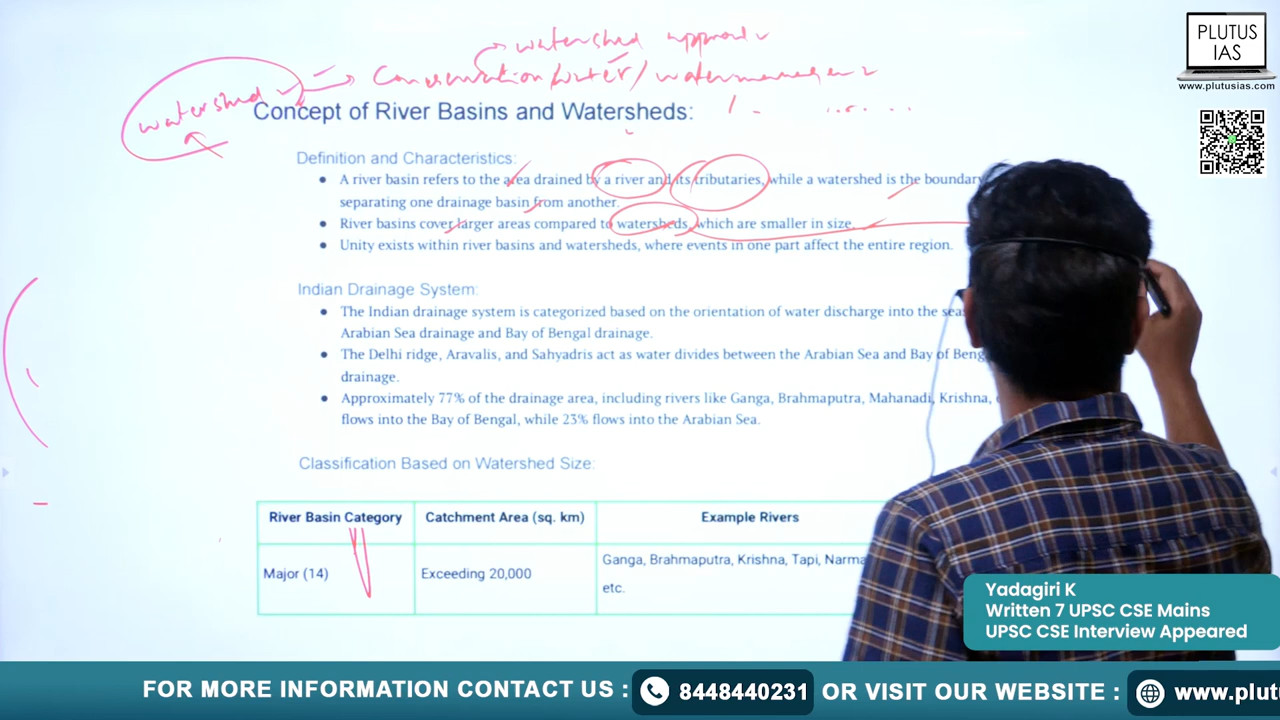 PLUTUS
IAS
www.plutusias.com
watershed
watershed
Conservation/water/
Concept of River Basins and Watersheds:
Definition and Characteristics:
A river basin refers to the area drained by a river and its tributaries, while a watershed is the boundary
separating one drainage basin from another.
River basins cover larger areas compared to watersheds, which are smaller in size.
Unity exists within river basins and watersheds, where events in one part affect the entire region.
Indian Drainage System:
The Indian drainage system is categorized based on the orientation of water discharge into the seas
Arabian Sea drainage and Bay of Bengal drainage.
The Delhi ridge, Aravalis, and Sahyadris act as water divides between the Arabian Sea and Bay of Beng
drainage.
Approximately 77% of the drainage area, including rivers like Ganga, Brahmaputra, Mahanadi, Krishna,
flows into the Bay of Bengal, while 23% flows into the Arabian Sea.
Classification Based on Watershed Size:
River Basin Category Catchment Area (sq. km) Example Rivers
Major (14) Exceeding 20,000 Ganga, Brahmaputra, Krishna, Tapi, Narma
etc.
Yadagiri K
Written 7 UPSC CSE Mains
UPSC CSE Interview Appeared
FOR MORE INFORMATION CONTACT US : 8448440231 OR VISIT OUR WEBSITE : www.plut